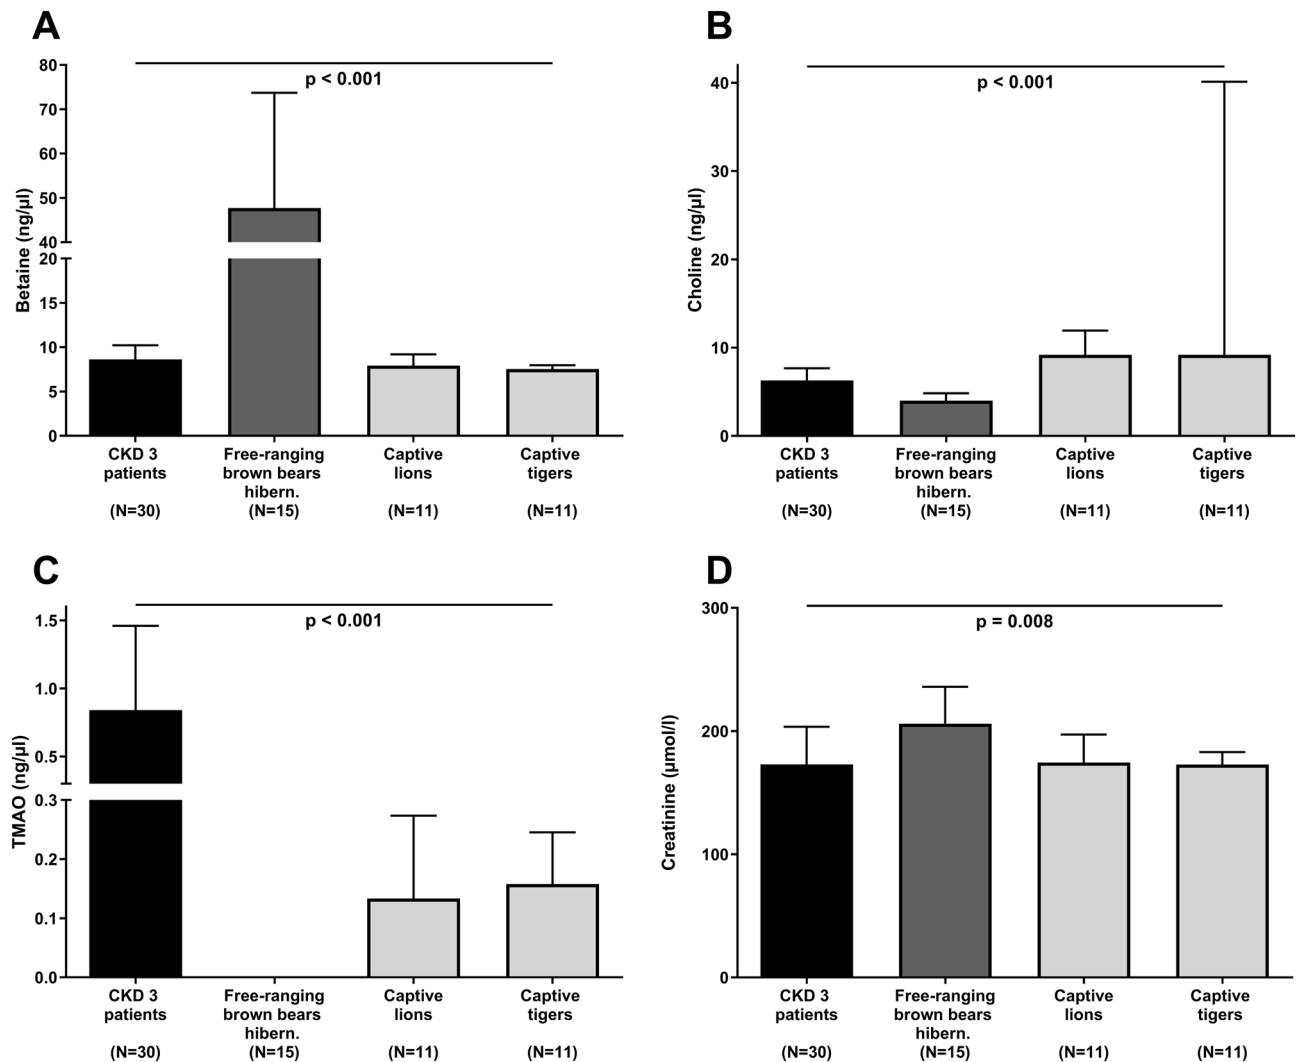 A
80
70
60
50
40
20
15
10
5
0
Betaine (ng/µl)
p < 0.001
CKD 3
patients
(N=30)
Free-ranging
brown bears
hibern.
(N=15)
Captive
lions
(N=11)
Captive
tigers
(N=11)
B
40
30
20
10
0
Choline (ng/µl)
p < 0.001
CKD 3
patients
(N=30)
Free-ranging
brown bears
hibern.
(N=15)
Captive
lions
(N=11)
Captive
tigers
(N=11)
C
1.5
1.0
0.5
0.3
0.2
0.1
0.0
TMAO (ng/µl)
p < 0.001
CKD 3
patients
(N=30)
Free-ranging
brown bears
hibern.
(N=15)
Captive
lions
(N=11)
Captive
tigers
(N=11)
D
300
200
100
0
Creatinine (µmol/l)
p = 0.008
CKD 3
patients
(N=30)
Free-ranging
brown bears
hibern.
(N=15)
Captive
lions
(N=11)
Captive
tigers
(N=11)